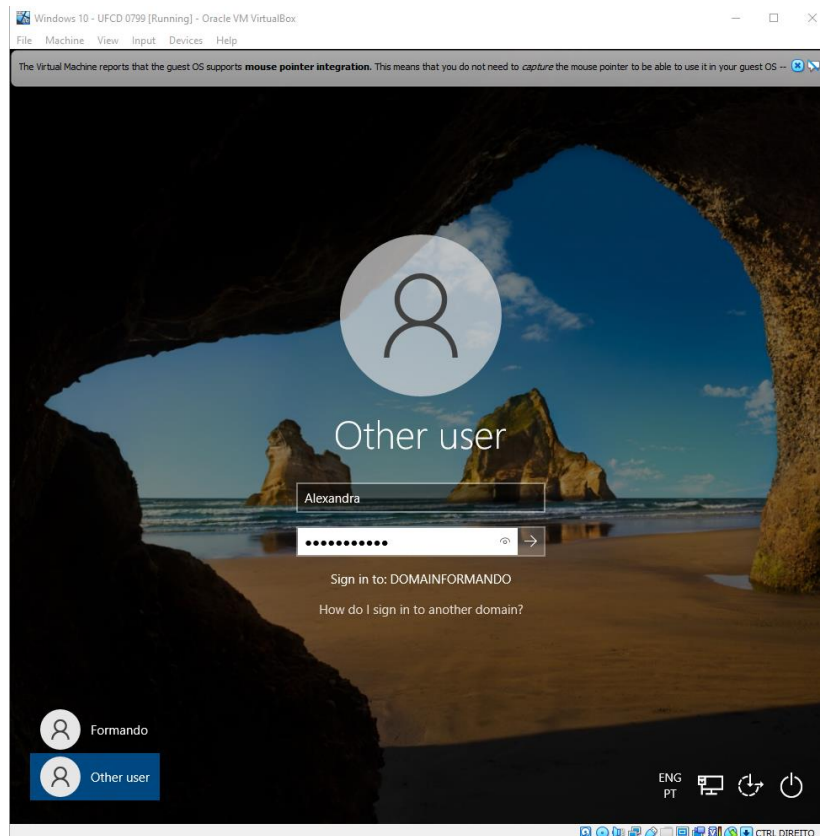 Windows 10 - UFCD 0799 [Running] - Oracle VM VirtualBox
File Machine View Input Devices Help
The Virtual Machine reports that the guest OS supports mouse pointer integration. This means that you do not need to capture the mouse pointer to be able to use it in your guest OS --
Other user
Alexandra
Sign in to: DOMAINFORMANDO
How do I sign in to another domain?
Formando
Other user
ENG
PT
CTRL DIREITO